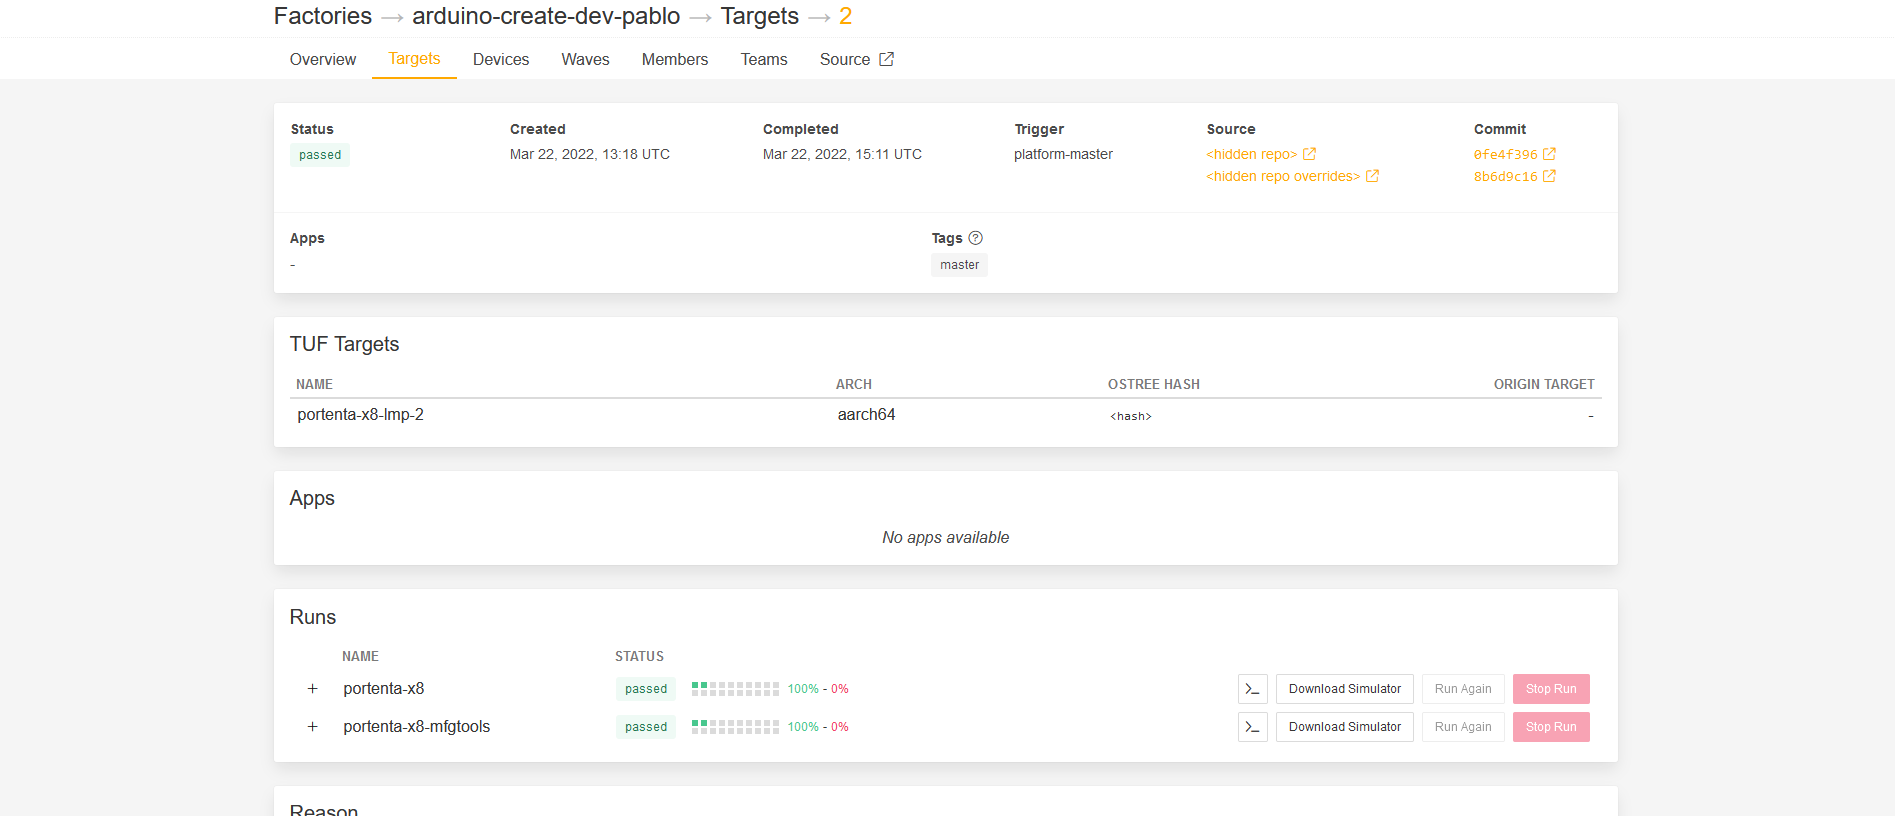 Factories → arduino-create-dev-pablo → Targets → 2
Overview Targets Devices Waves Members Teams Source
Status Created Completed Trigger Source Commit
passed Mar 22, 2022, 13:18 UTC Mar 22, 2022, 15:11 UTC platform-master <hidden repo> 0fe4f396
<hidden repo overrides> 8b6d9c16
Apps Tags
- master
TUF Targets
NAME ARCH OSTREE HASH ORIGIN TARGET
portenta-x8-lmp-2 aarch64 <hash> -
Apps
No apps available
Runs
NAME STATUS
+ portenta-x8 passed 100% - 0% Download Simulator Run Again Stop Run
+ portenta-x8-mfgtools passed 100% - 0% Download Simulator Run Again Stop Run
Reason